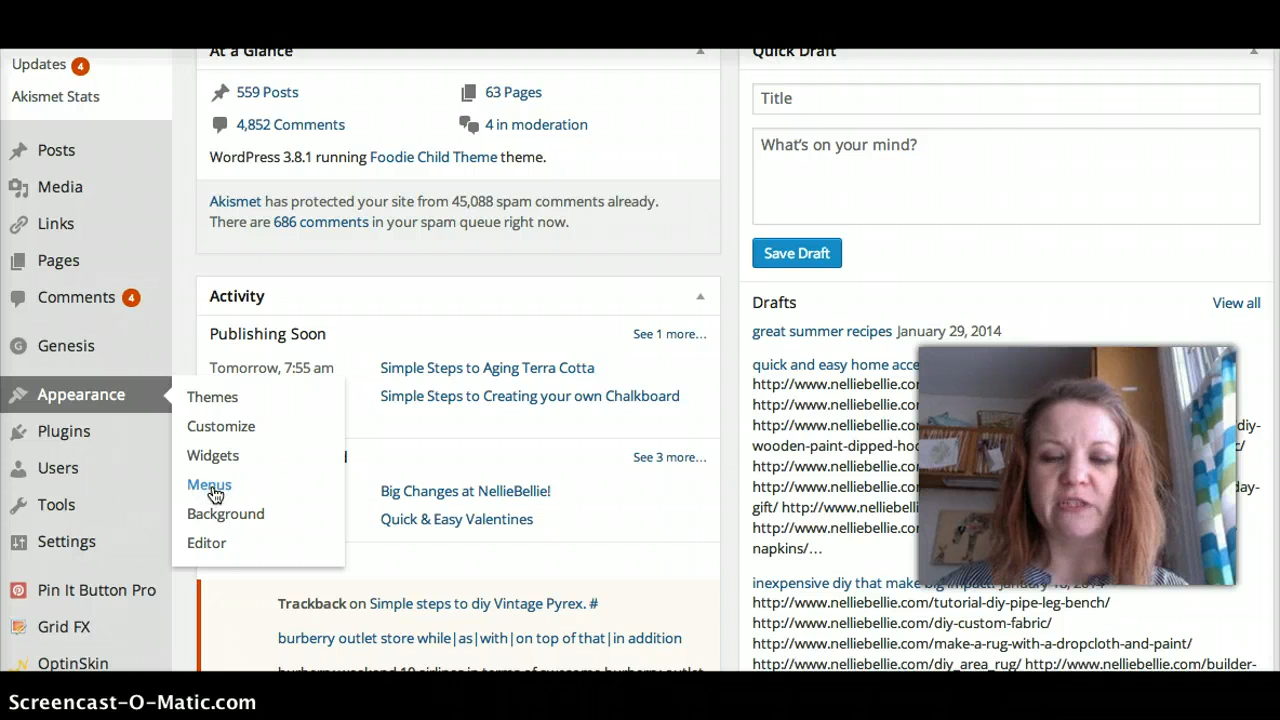 Updates 4
Akismet Stats
Posts
Media
Links
Pages
Comments 4
Genesis
Appearance
Plugins
Users
Tools
Settings
Pin It Button Pro
Grid FX
OptinSkin
Themes
Customize
Widgets
Menus
Background
Editor
At a Glance
559 Posts
63 Pages
4,852 Comments
4 in moderation
WordPress 3.8.1 running Foodie Child Theme theme.
Akismet has protected your site from 45,088 spam comments already.
There are 686 comments in your spam queue right now.
Activity
Publishing Soon
See 1 more...
Tomorrow, 7:55 am
Simple Steps to Aging Terra Cotta
Simple Steps to Creating your own Chalkboard
See 3 more...
Big Changes at NellieBellie!
Quick & Easy Valentines
Trackback on Simple steps to diy Vintage Pyrex. #
burberry outlet store while|as|with|on top of that|in addition
Quick Draft
Title
What's on your mind?
Save Draft
Drafts
View all
great summer recipes January 29, 2014
quick and easy home acce
http://www.nelliebellie.co
http://www.nelliebellie.co
http://www.nelliebellie.co
diy-
wooden-paint-dipped-ho
http://www.nelliebellie.co
http://www.nelliebellie.co
day-
gift/ http://www.nelliebell
http://www.nelliebellie.co
napkins/…
inexpensive diy that make big impact!
http://www.nelliebellie.com/tutorial-diy-pipe-leg-bench/
http://www.nelliebellie.com/diy-custom-fabric/
http://www.nelliebellie.com/make-a-rug-with-a-dropcloth-and-paint/
http://www.nelliebellie.com/diy_area_rug/ http://www.nelliebellie.com/builder-
Screencast-O-Matic.com